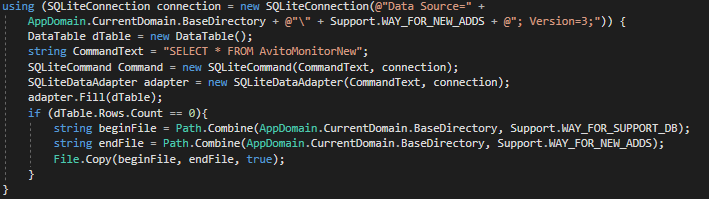 using (SQLiteConnection connection = new SQLiteConnection(@"Data Source=" +
AppDomain.CurrentDomain.BaseDirectory + @"\" + Support.WAY_FOR_NEW_ADDS + @"; Version=3;")) {
DataTable dTable = new DataTable();
string CommandText = "SELECT * FROM AvitoMonitorNew";
SQLiteCommand Command = new SQLiteCommand(CommandText, connection);
SQLiteDataAdapter adapter = new SQLiteDataAdapter(CommandText, connection);
adapter.Fill(dTable);
if (dTable.Rows.Count == 0){
string beginFile = Path.Combine(AppDomain.CurrentDomain.BaseDirectory, Support.WAY_FOR_SUPPORT_DB);
string endFile = Path.Combine(AppDomain.CurrentDomain.BaseDirectory, Support.WAY_FOR_NEW_ADDS);
File.Copy(beginFile, endFile, true);
}
}